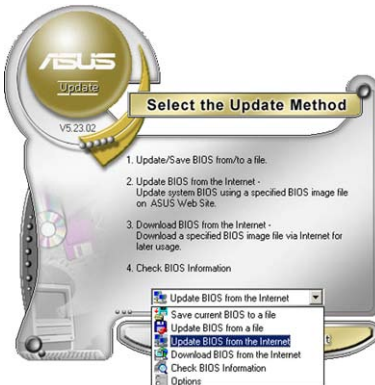 ASUS
Update
V5.23.02
Select the Update Method
1. Update/Save BIOS from/to a file.
2. Update BIOS from the Internet -
Update system BIOS using a specified BIOS image file
on ASUS Web Site.
3. Download BIOS from the Internet -
Download a specified BIOS image file via Internet for
later usage.
4. Check BIOS Information
Update BIOS from the Internet
Save current BIOS to a file
Update BIOS from a file
Update BIOS from the Internet
Download BIOS from the Internet
Check BIOS Information
Options